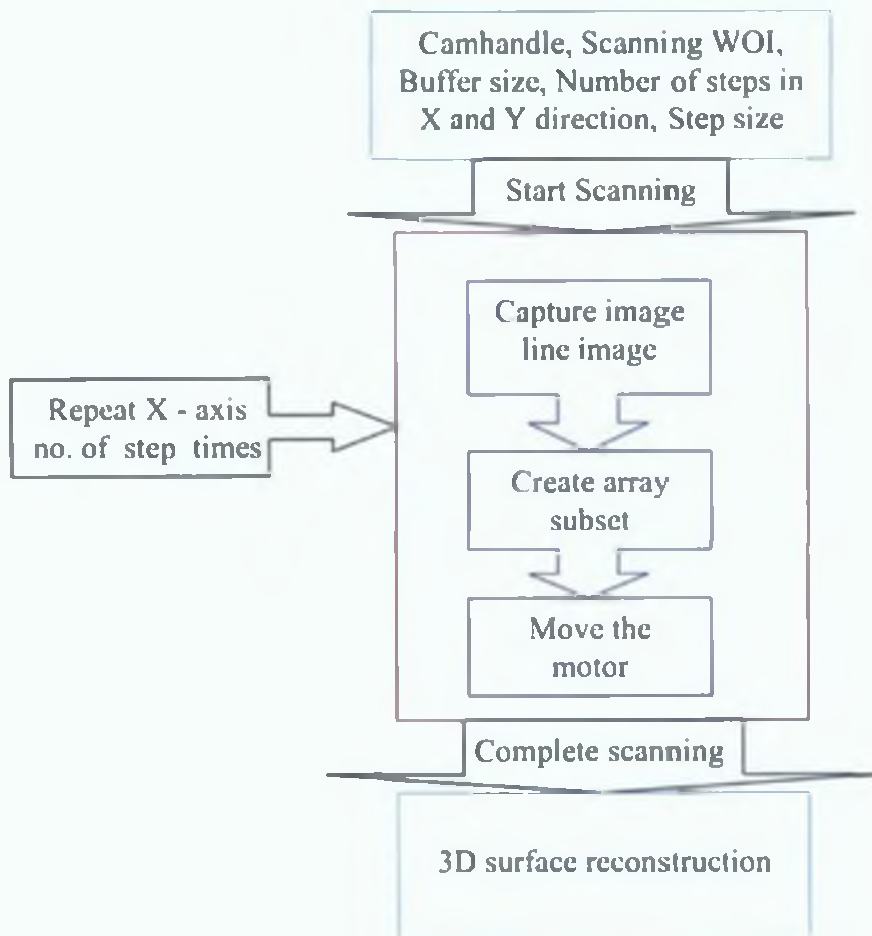 Camhandle, Scanning WOI,
Buffer size, Number of steps in
X and Y direction, Step size
Start Scanning
Capture image
line image
Repeat X - axis
no. of step times
Create array
subset
Move the
motor
Complete scanning
3D surface reconstruction